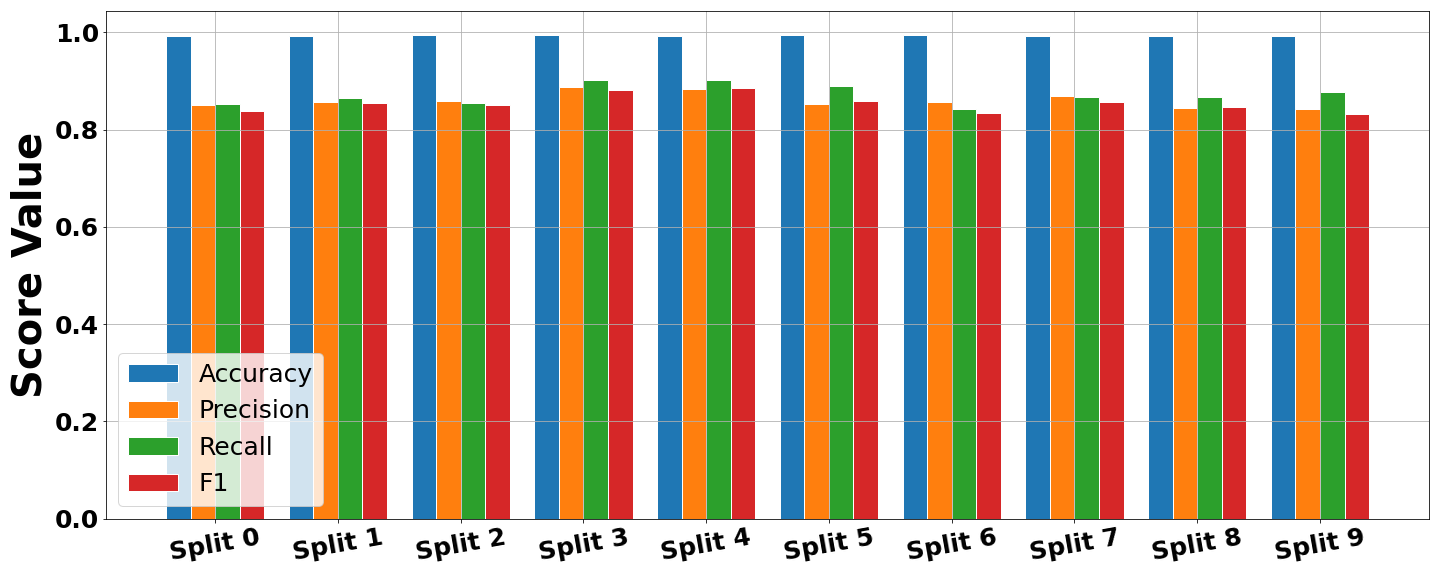 Score Value
1.0
0.8
0.6
0.4
0.2
0.0
Accuracy
Precision
Recall
F1
Split 0
Split 1
Split 2
Split 3
Split 4
Split 5
Split 6
Split 7
Split 8
Split 9